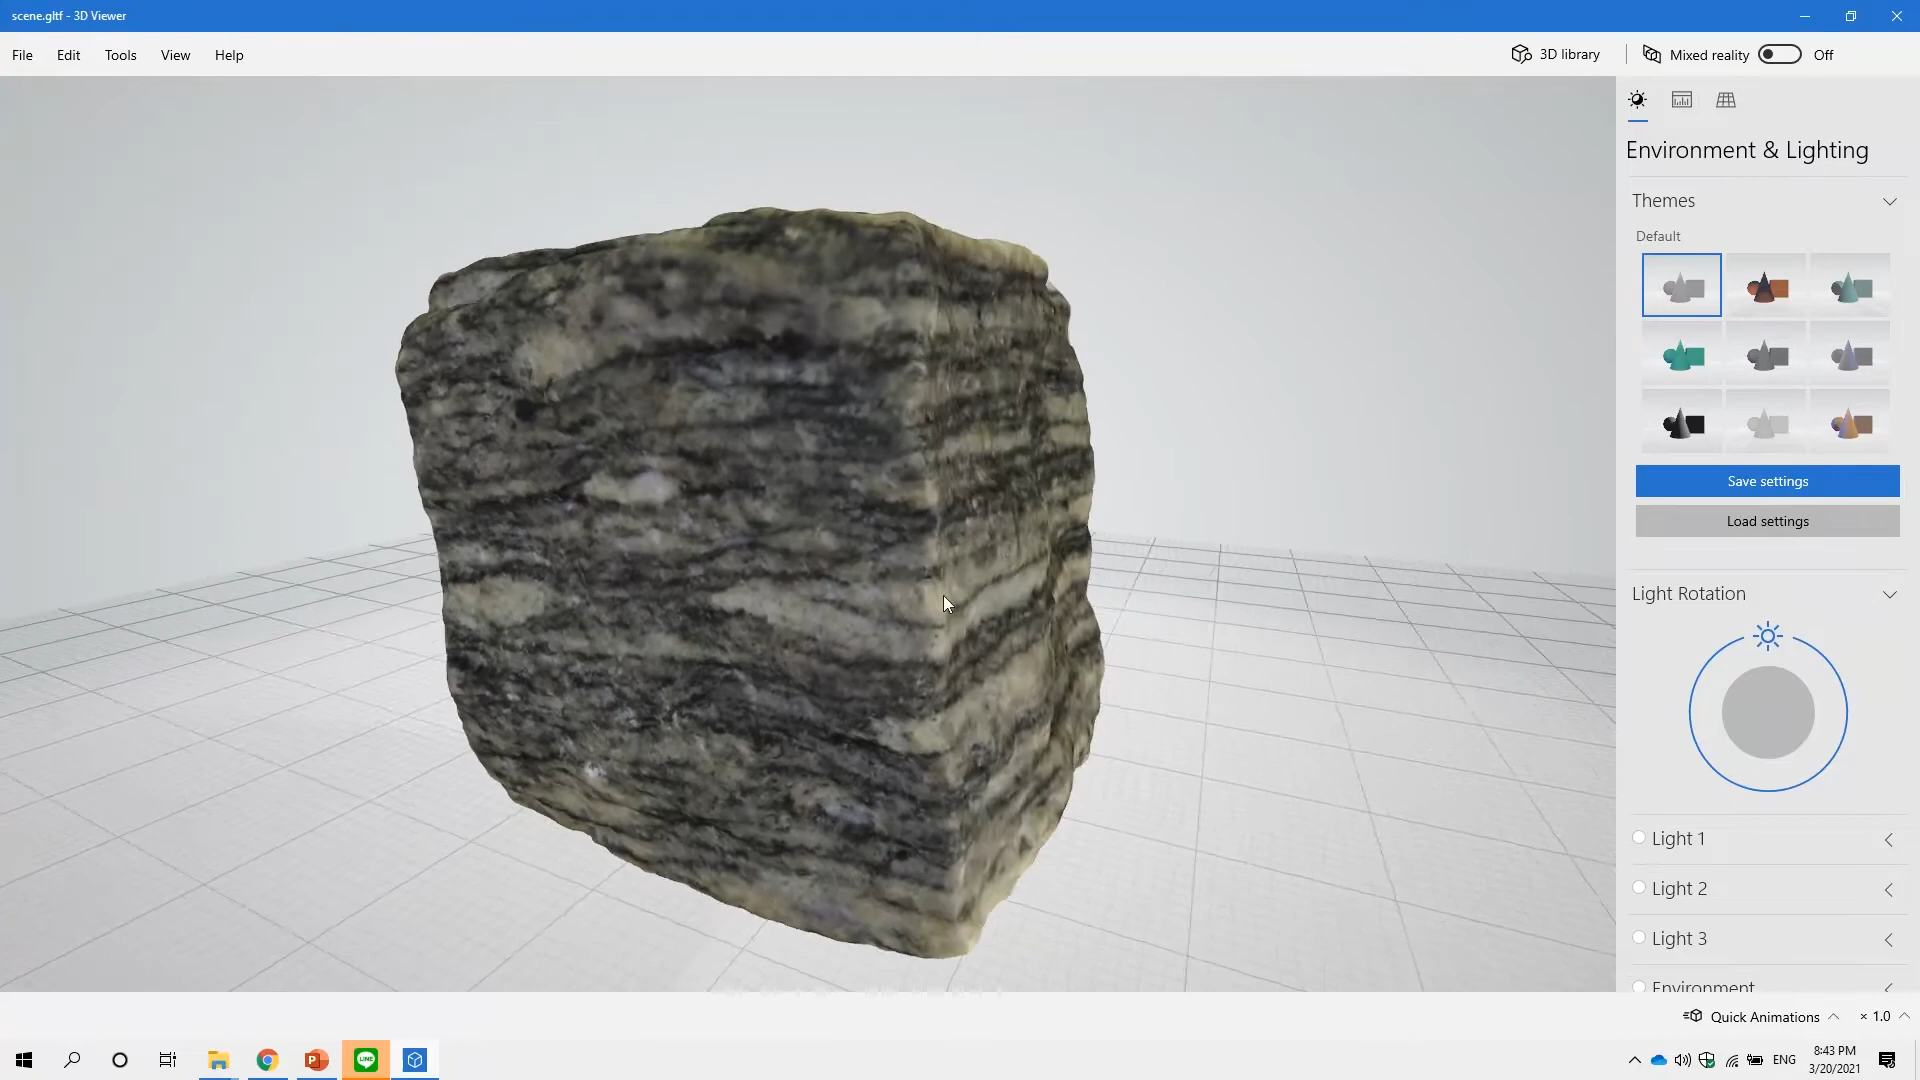 scene.gltf - 3D Viewer
File Edit Tools View Help
3D library
Mixed reality Off
Environment & Lighting
Themes
Default
Save settings
Load settings
Light Rotation
Light 1
Light 2
Light 3
Environment
Quick Animations × 1.0
LINE
ENG
8:43 PM
3/20/2021